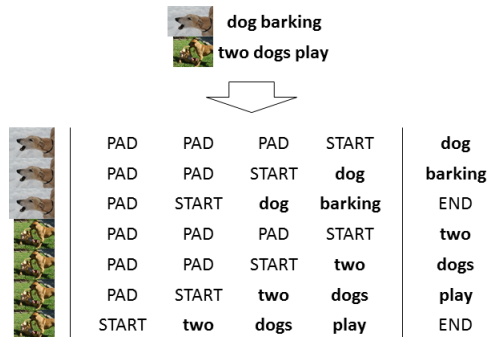 dog barking
two dogs play
PAD PAD PAD START dog
PAD PAD START dog barking
PAD START dog barking END
PAD PAD PAD START two
PAD PAD START two dogs
PAD START two dogs play
START two dogs play END